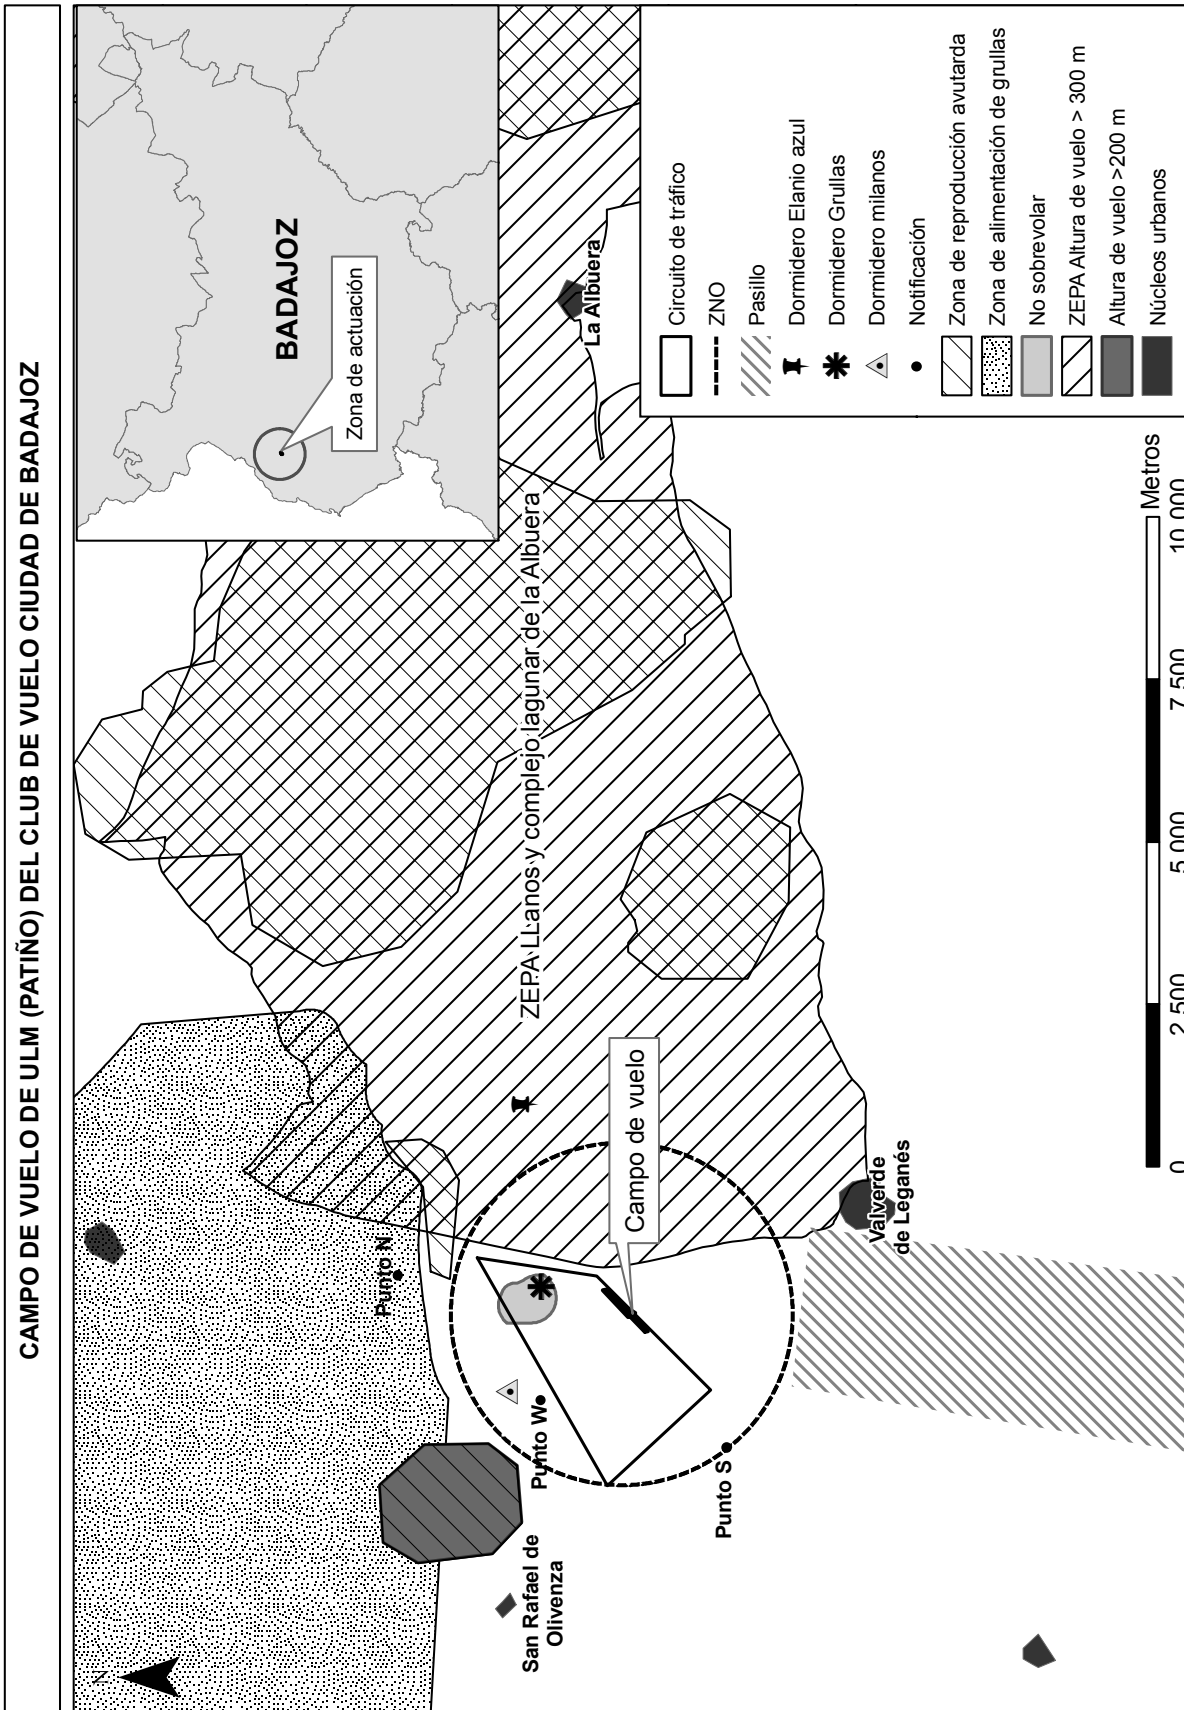 CAMPO DE VUELO DE ULM (PATIÑO) DEL CLUB DE VUELO CIUDAD DE BADAJOZ
N
BADAJOZ
Zona de actuación
Punto N
San Rafael de
Olivenza
Punto W
Punto S
Campo de vuelo
ZEPA LLanos y complejo lagunar de la Albuera
La Albuera
Valverde
de Leganés
Circuito de tráfico
ZNO
Pasillo
Dormidero Elanio azul
Dormidero Grullas
Dormidero milanos
Notificación
Zona de reproducción avutarda
Zona de alimentación de grullas
No sobrevolar
ZEPA Altura de vuelo > 300 m
Altura de vuelo >200 m
Núcleos urbanos
Metros
0 2.500 5.000 7.500 10.000